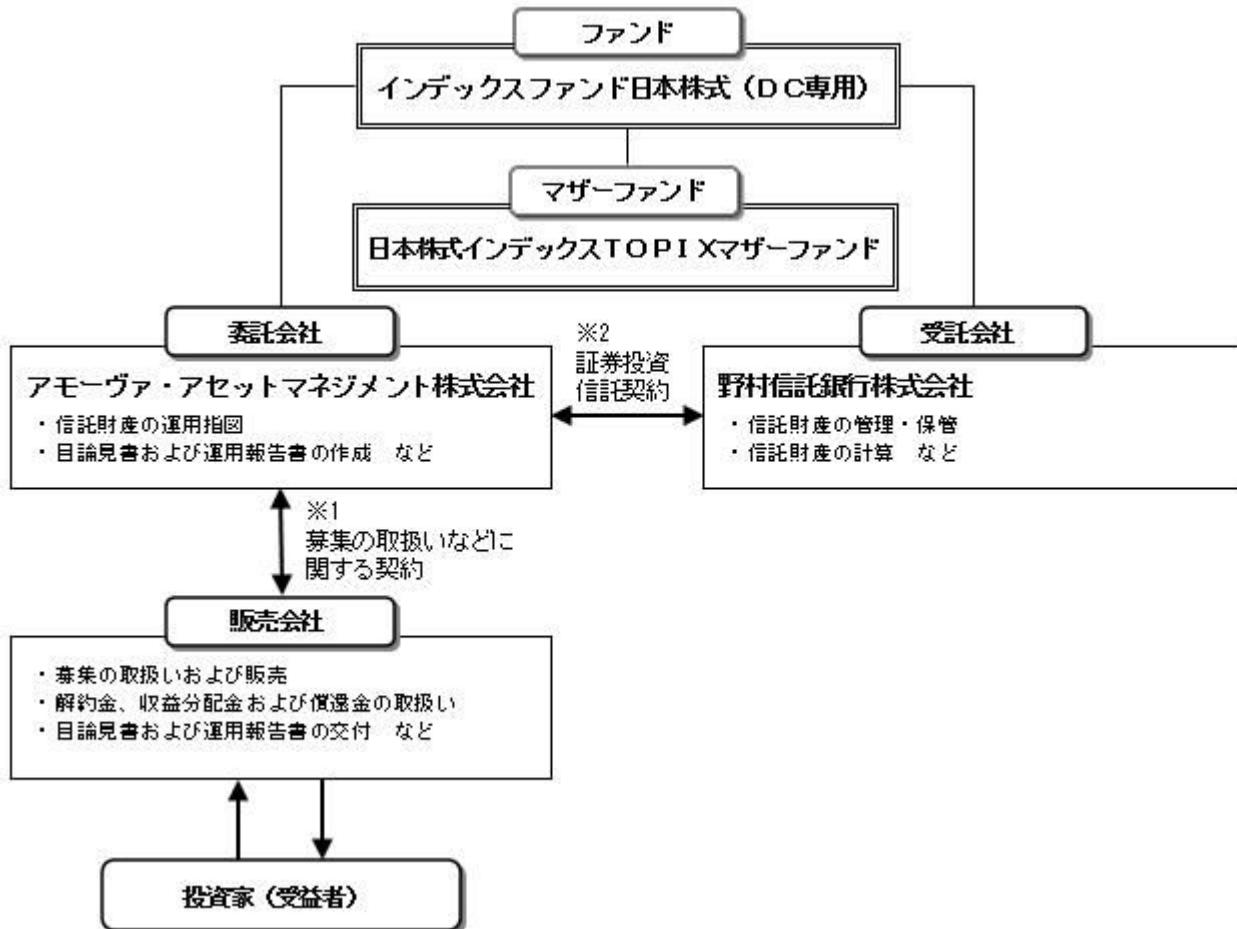 ファンド
インデックスファンド日本株式(DC専用)
マザーファンド
日本株式インデックスTOPIXマザーファンド
委託会社
アモーヴァ・アセットマネジメント株式会社
・信託財産の運用指図
・目論見書および運用報告書の作成 など
※2
証券投資
信託契約
受託会社
野村信託銀行株式会社
・信託財産の管理・保管
・信託財産の計算 など
※1
募集の取扱いなどに
関する契約
販売会社
・募集の取扱いおよび販売
・解約金、収益分配金および償還金の取扱い
・目論見書および運用報告書の交付 など
投資家(受益者)